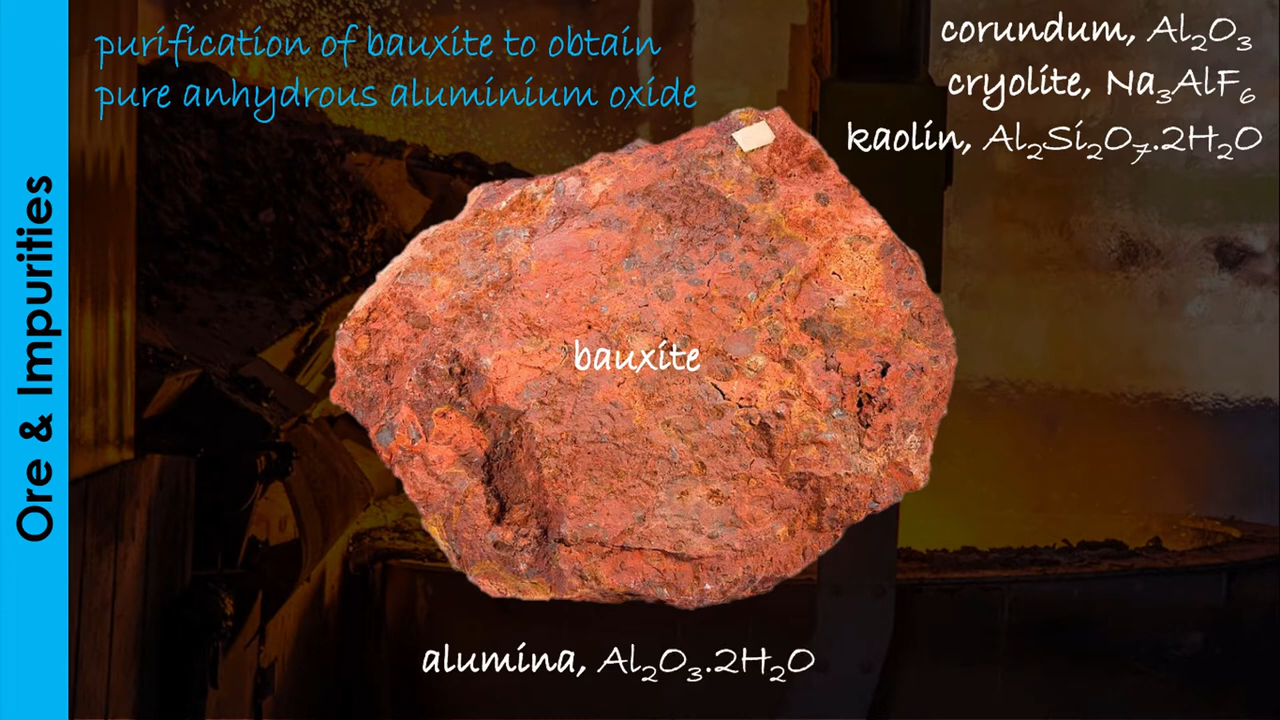 Ore & Impurities
purification of bauxite to obtain
pure anhydrous aluminium oxide
corundum, Al₂O₃
cryolite, Na₃AlF₆
kaolin, Al₂Si₂O₇.2H₂O
bauxite
alumina, Al₂O₃.2H₂O